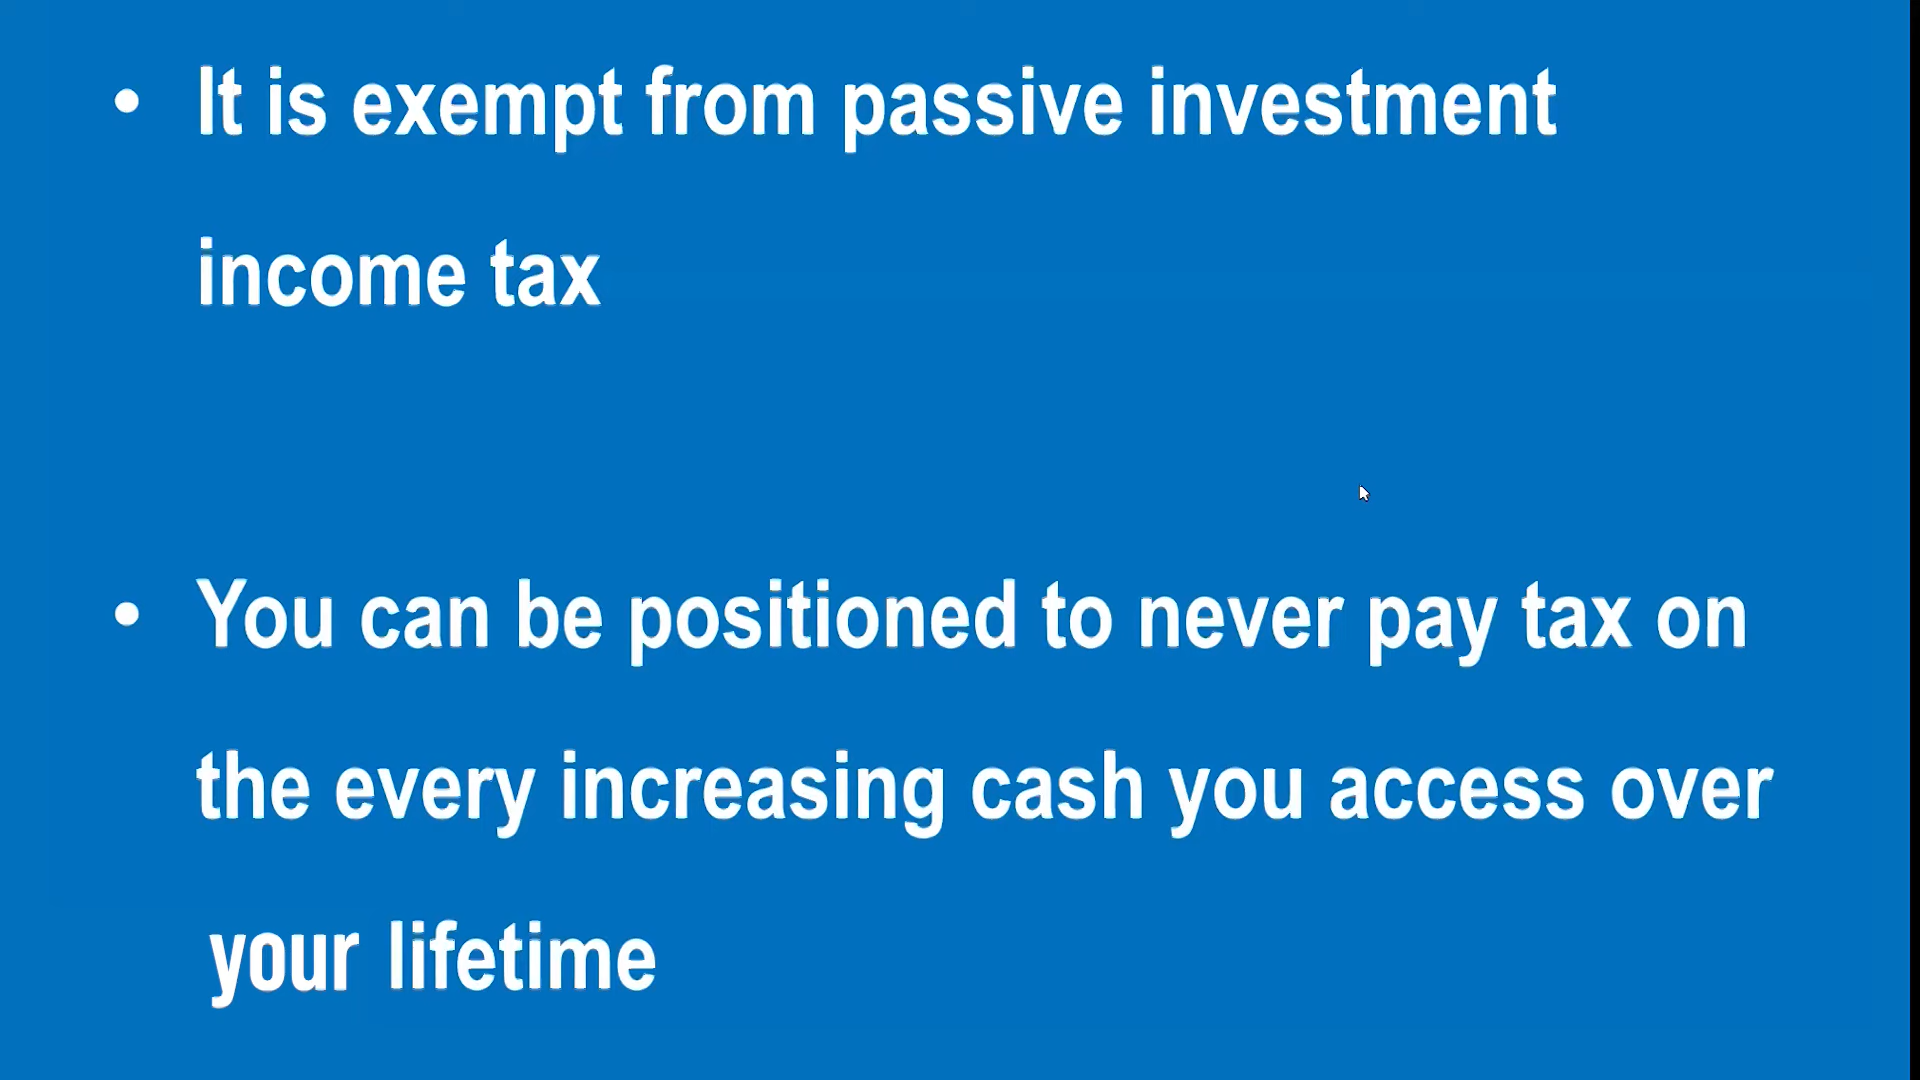 • It is exempt from passive investment
income tax
• You can be positioned to never pay tax on
the every increasing cash you access over
your lifetime